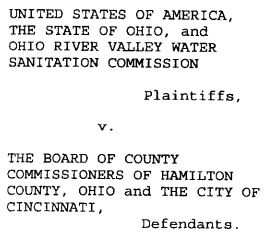 UNITED STATES OF AMERICA,
THE STATE OF OHIO, and
OHIO RIVER VALLEY WATER
SANITATION COMMISSION
Plaintiffs,
v.
THE BOARD OF COUNTY
COMMISSIONERS OF HAMILTON
COUNTY, OHIO and THE CITY OF
CINCINNATI,
Defendants.